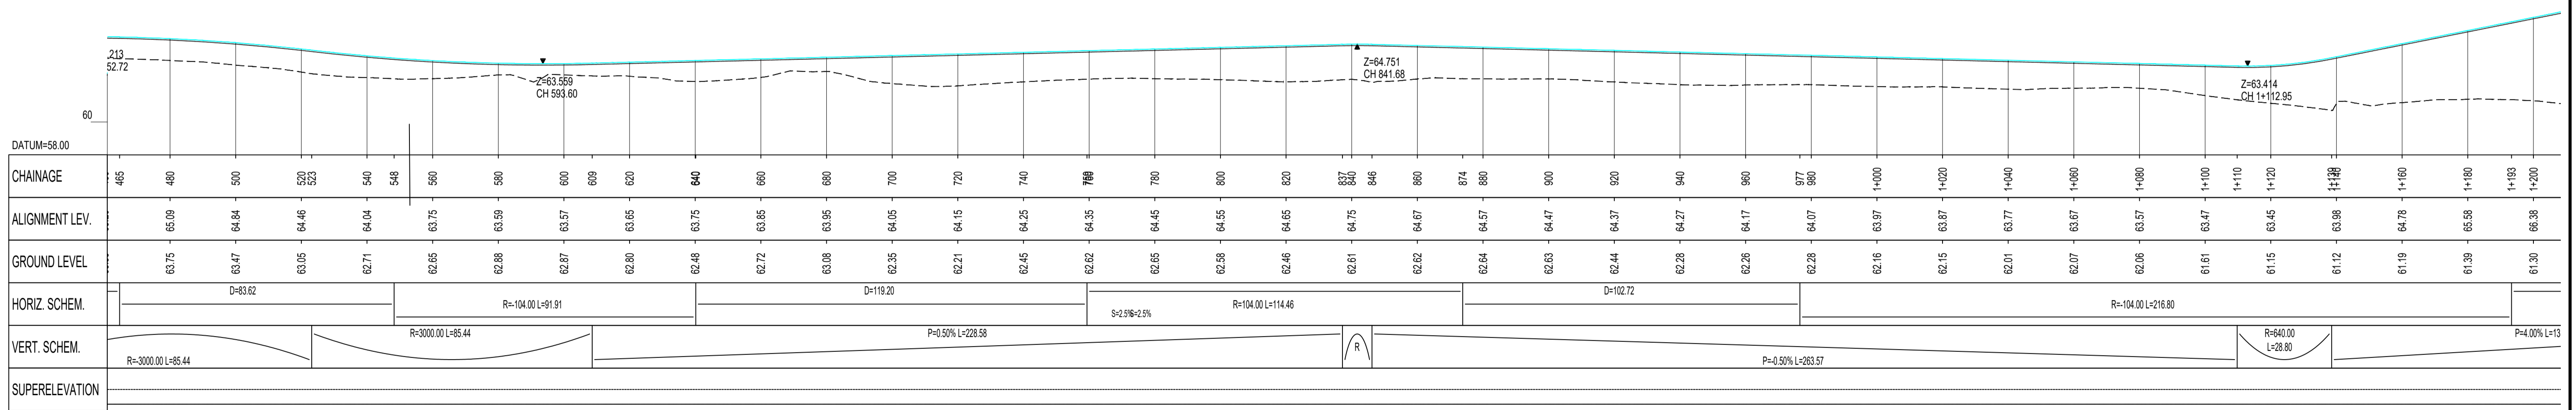 213
52.72
Z=63.559
CH 593.60
Z=64.751
CH 841.68
Z=63.414
CH 1+112.95
60
DATUM=58.00
CHAINAGE 465 480 500 520 523 540 548 560 580 600 609 620 640 660 680 700 720 740 760 780 800 820 837 840 846 860 874 880 900 920 940 960 977 980 1+000 1+020 1+040 1+060 1+080 1+100 1+110 1+120 1+140 1+160 1+180 1+193 1+200
ALIGNMENT LEV. 65.09 64.84 64.46 64.04 63.75 63.59 63.57 63.65 63.75 63.85 63.95 64.05 64.15 64.25 64.35 64.45 64.55 64.65 64.75 64.67 64.57 64.47 64.37 64.27 64.17 64.07 63.97 63.87 63.77 63.67 63.57 63.47 63.45 63.98 64.78 65.58 66.38
GROUND LEVEL 63.75 63.47 63.05 62.71 62.65 62.88 62.87 62.80 62.48 62.72 63.08 62.35 62.21 62.45 62.62 62.65 62.58 62.46 62.61 62.62 62.64 62.63 62.44 62.28 62.26 62.28 62.16 62.15 62.01 62.07 62.06 61.61 61.15 61.12 61.19 61.39 61.30
HORIZ. SCHEM. D=83.62 R=-104.00 L=91.91 D=119.20 S=2.5% S=2.5% R=104.00 L=114.46 D=102.72 R=-104.00 L=216.80
VERT. SCHEM. R=-3000.00 L=85.44 R=3000.00 L=85.44 P=0.50% L=228.58 R P=-0.50% L=263.57 R=640.00 L=28.80 P=4.00% L=13
SUPERELEVATION